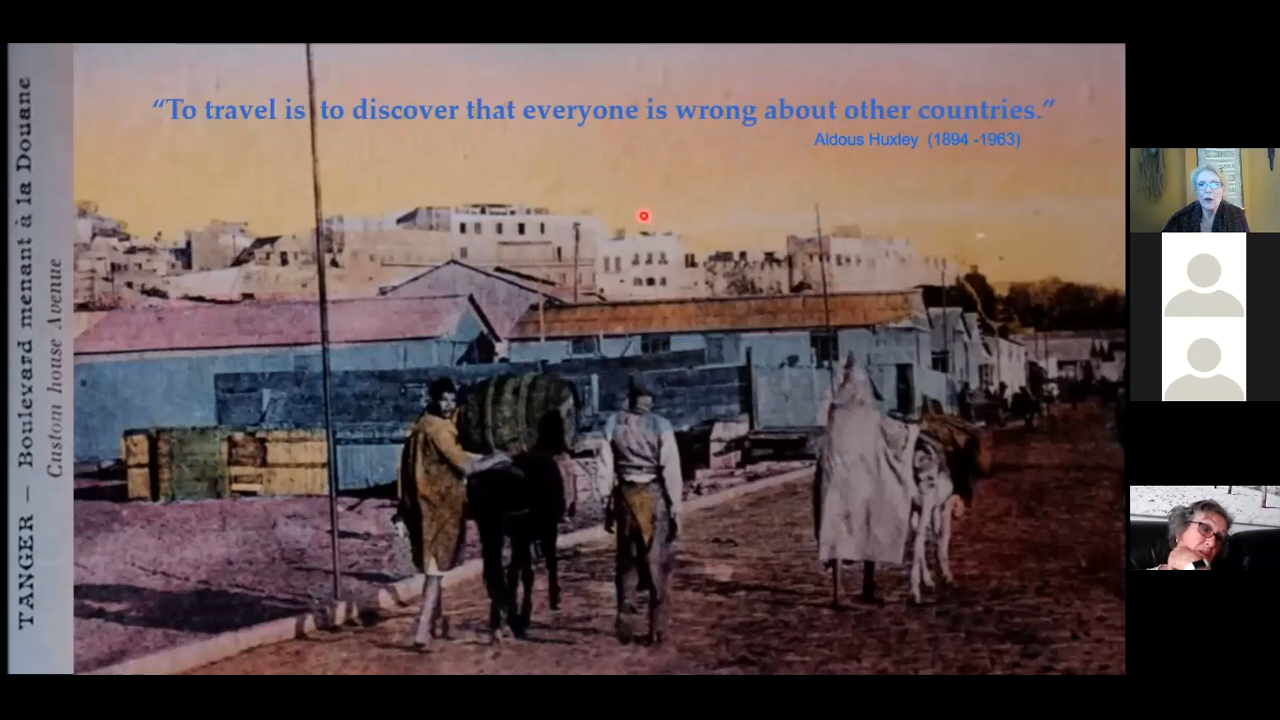 “To travel is to discover that everyone is wrong about other countries.”
Aldous Huxley (1894 -1963)
TANGER — Boulevard menant à la Douane
Custom house Avenue